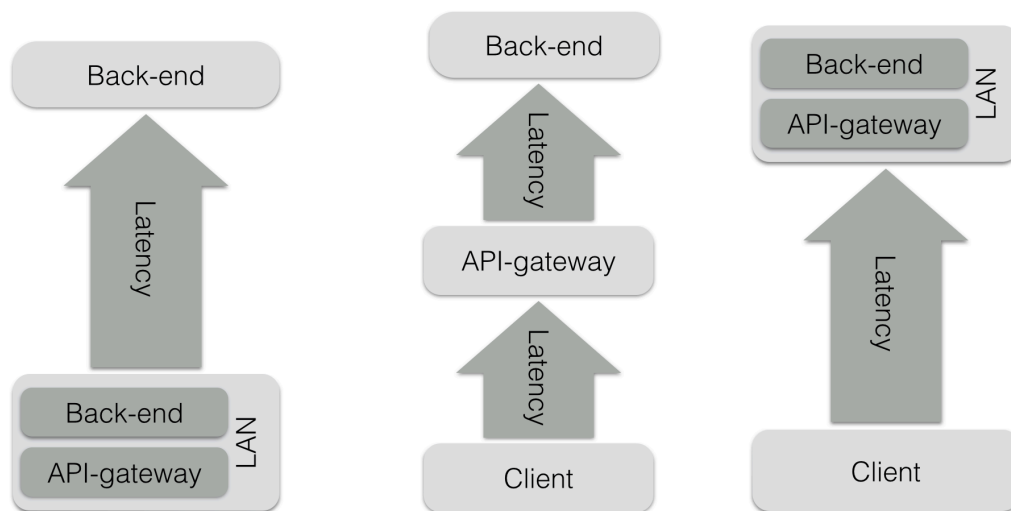 Back-end
Latency
Back-end
API-gateway
LAN
Back-end
Latency
API-gateway
Latency
Client
Back-end
API-gateway
LAN
Latency
Client